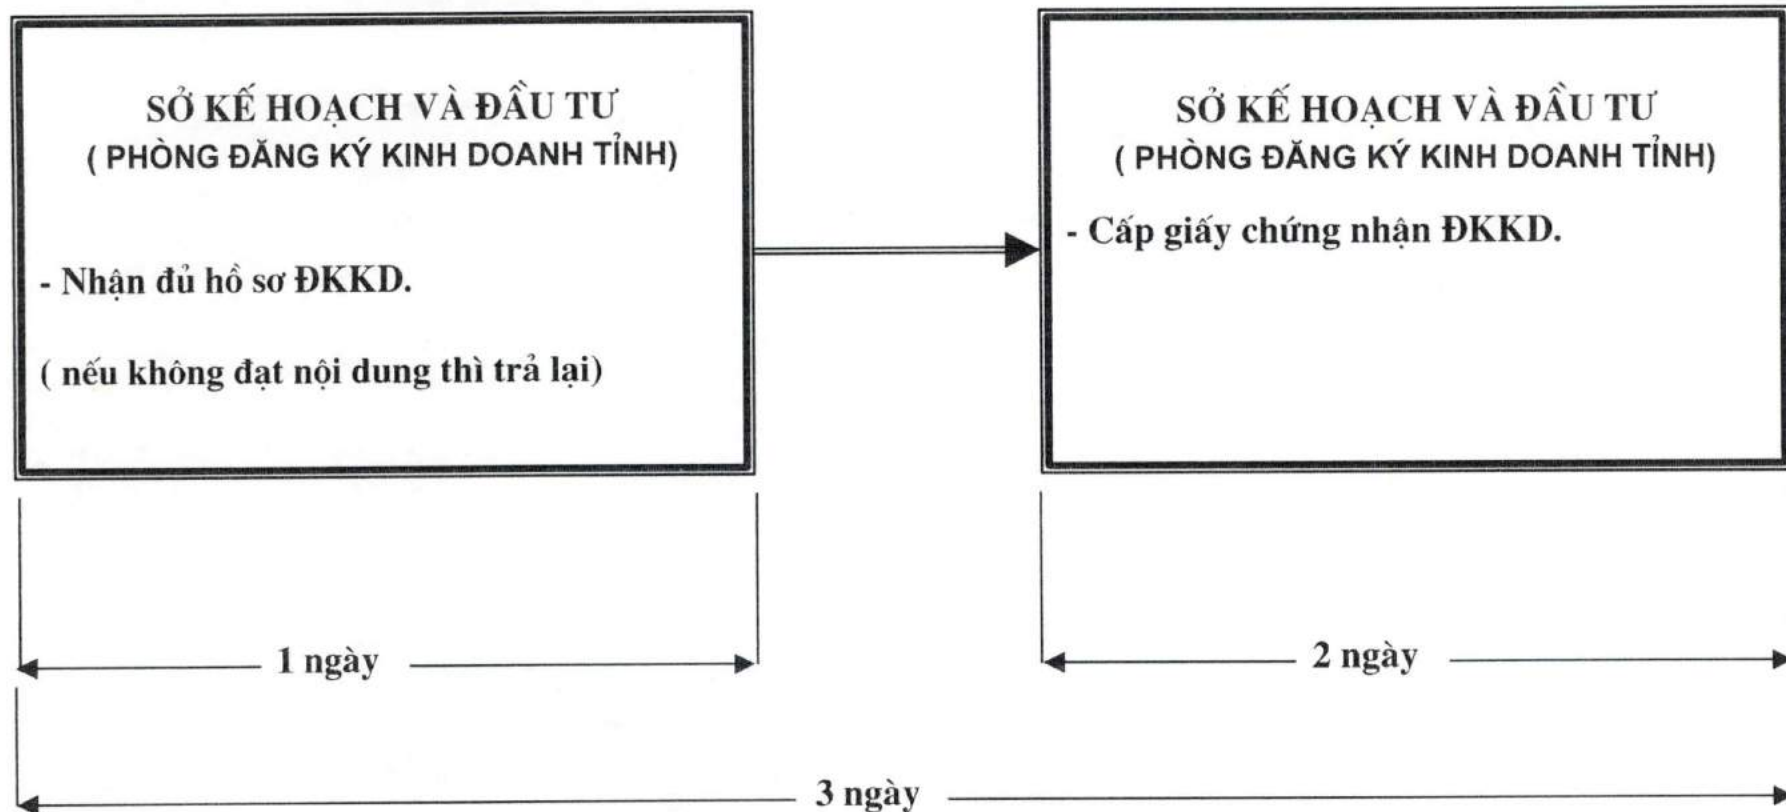 SỞ KẾ HOẠCH VÀ ĐẦU TƯ
( PHÒNG ĐĂNG KÝ KINH DOANH TỈNH)
- Nhận đủ hồ sơ ĐKKD.
( nếu không đạt nội dung thì trả lại)
SỞ KẾ HOẠCH VÀ ĐẦU TƯ
( PHÒNG ĐĂNG KÝ KINH DOANH TỈNH)
- Cấp giấy chứng nhận ĐKKD.
1 ngày
2 ngày
3 ngày